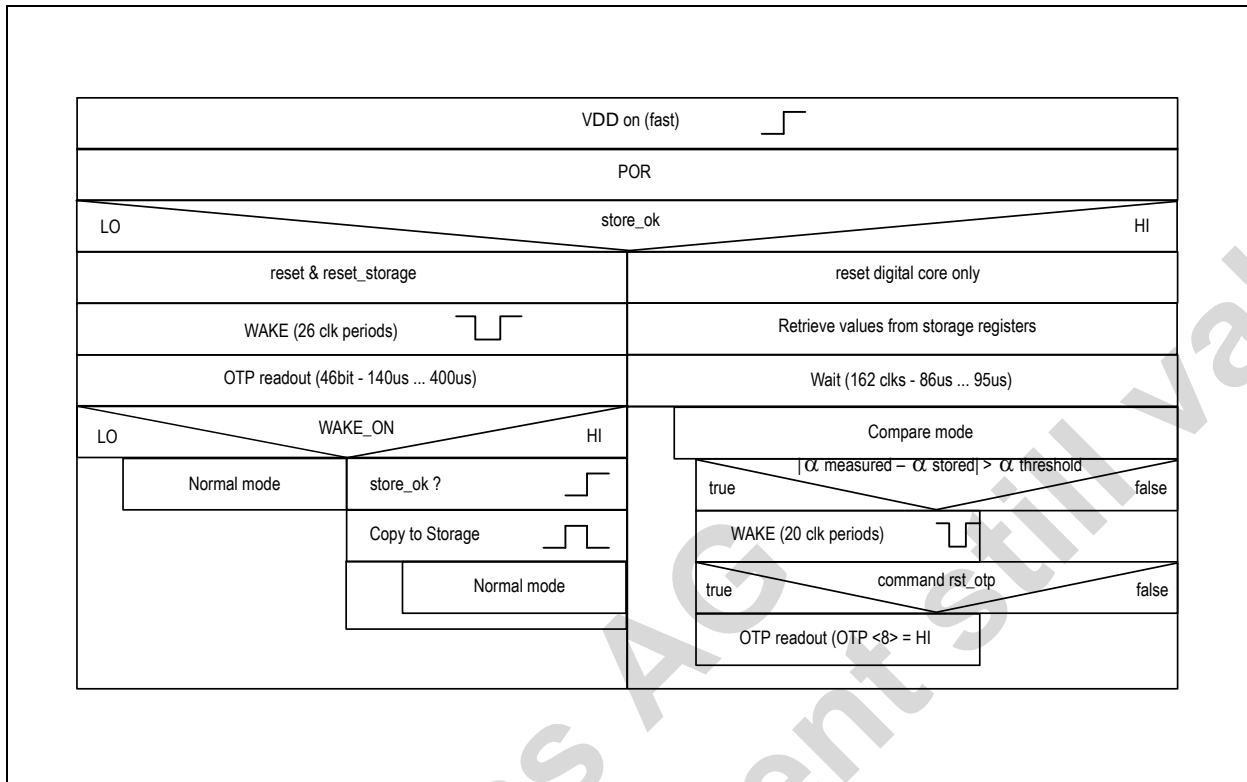 VDD on (fast)
POR
LO store_ok HI
reset & reset_storage
reset digital core only
WAKE (26 clk periods)
Retrieve values from storage registers
OTP readout (46bit - 140us ... 400us)
Wait (162 clks - 86us ... 95us)
LO WAKE_ON HI
Compare mode
Normal mode
store_ok ?
|α measured – α stored| > α threshold
true false
Copy to Storage
WAKE (20 clk periods)
Normal mode
true command rst_otp false
OTP readout (OTP <8> = HI
AG
still